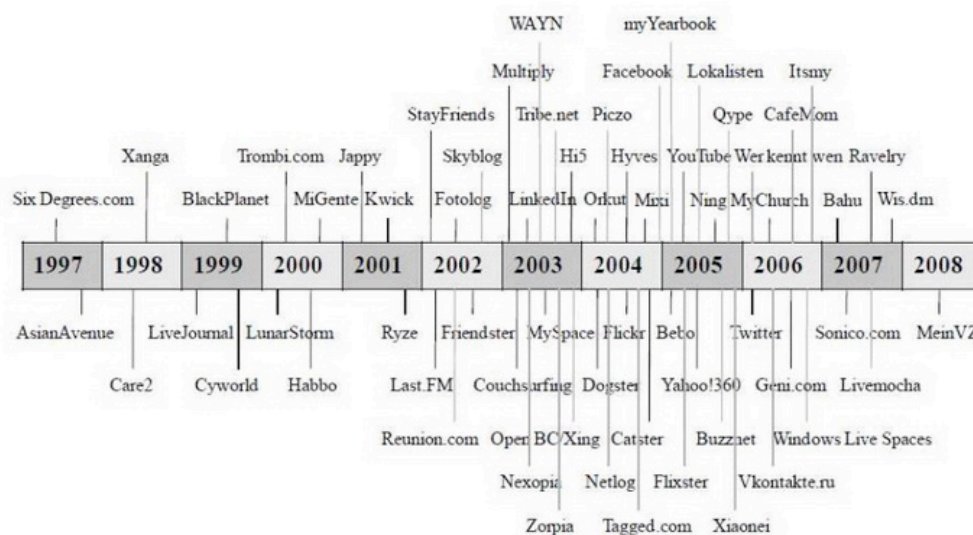 WAYN myYearbook
Multiply Facebook Lokalisten Itsmy
StayFriends Tribe.net Piczo Qype CafeMom
Xanga Trombi.com Jappy Skyblog Hi5 Hyves YouTube Wer kennt wen Ravelry
Six Degrees.com BlackPlanet MiGente Kwick Fotolog LinkedIn Orkut Mixi Ning MyChurch Bahu Wis.dm
1997 1998 1999 2000 2001 2002 2003 2004 2005 2006 2007 2008
AsianAvenue LiveJournal LunarStorm Ryze Friendster MySpace Flickr Bebo Twitter Sonico.com MeinVZ
Care2 Cyworld Habbo Last.FM Couchsurfing Dogster Yahoo!360 Geni.com Livemocha
Reunion.com Open BC/Xing Catster Buzznet Windows Live Spaces
Nexopia Netlog Flixster Vkontakte.ru
Zorpia Tagged.com Xiaonei